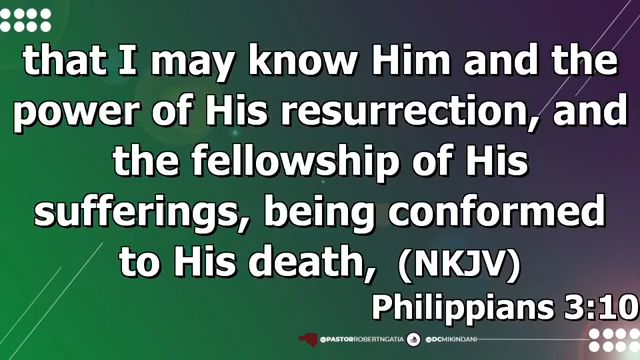 that I may know Him and the
power of His resurrection, and
the fellowship of His
sufferings, being conformed
to His death, (NKJV)
Philippians 3:10
@PASTORROBERTNGATIA @DCMIKINDANI